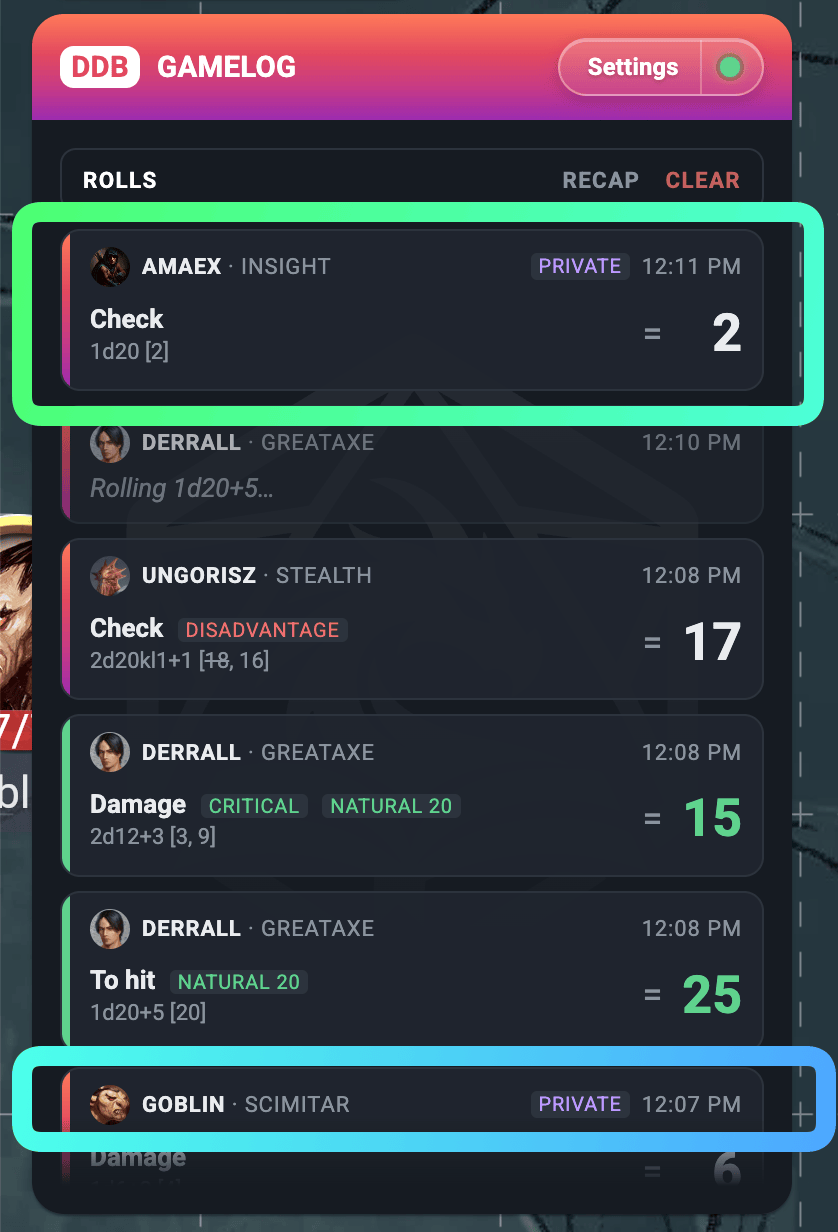 DDB GAMELOG
Settings
ROLLS RECAP CLEAR
AMAEX · INSIGHT PRIVATE 12:11 PM
Check
1d20 [2]
= 2
DERRALL · GREATAXE 12:10 PM
Rolling 1d20+5...
UNGORISZ · STEALTH 12:08 PM
Check DISADVANTAGE
2d20kl1+1 [18, 16]
= 17
DERRALL · GREATAXE 12:08 PM
Damage CRITICAL NATURAL 20
2d12+3 [3, 9]
= 15
DERRALL · GREATAXE 12:08 PM
To hit NATURAL 20
1d20+5 [20]
= 25
GOBLIN · SCIMITAR PRIVATE 12:07 PM
Damage
= 6
7/
bl